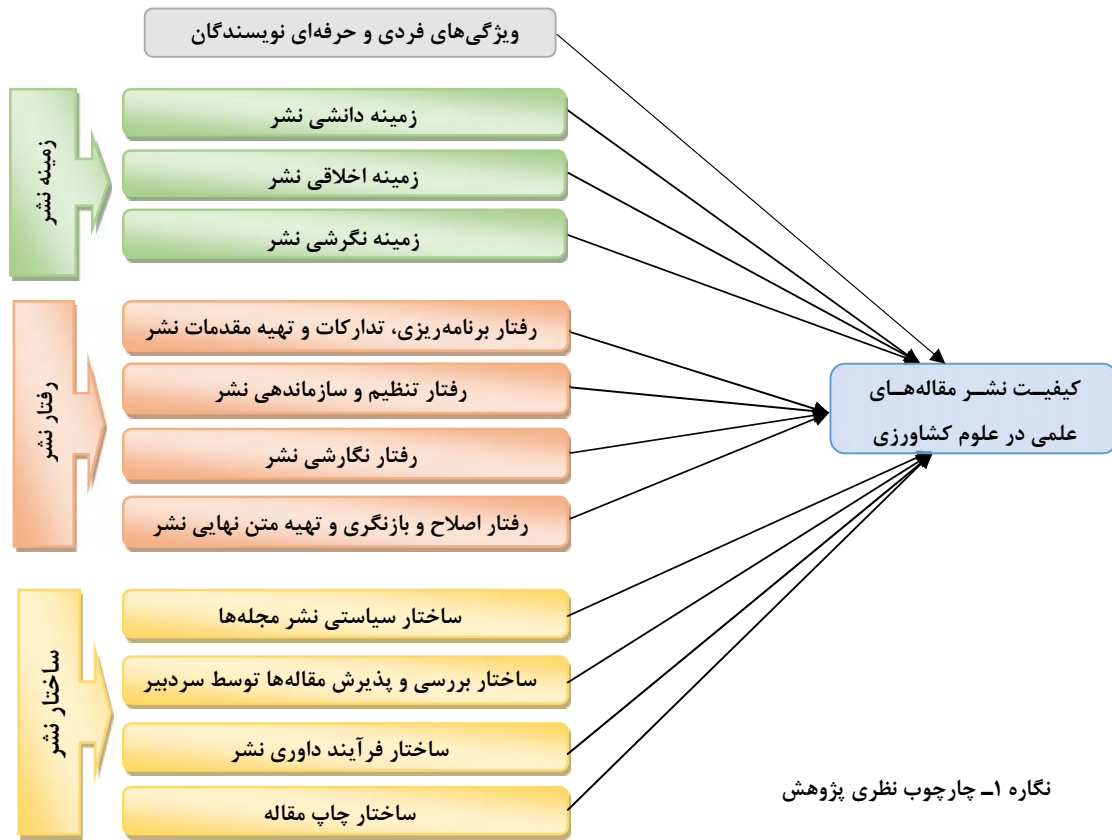 ویژگی‌های فردی و حرفه‌ای نویسندگان
زمینه نشر
زمینه دانشی نشر
زمینه اخلاقی نشر
زمینه نگرشی نشر
رفتار نشر
رفتار برنامه‌ریزی، تدارکات و تهیه مقدمات نشر
رفتار تنظیم و سازماندهی نشر
رفتار نگارشی نشر
رفتار اصلاح و بازنگری و تهیه متن نهایی نشر
کیفیـت نشـر مقاله‌هـای
علمی در علوم کشاورزی
ساختار نشر
ساختار سیاستی نشر مجله‌ها
ساختار بررسی و پذیرش مقاله‌ها توسط سردبیر
ساختار فرآیند داوری نشر
ساختار چاپ مقاله
نگاره ۱ـ چارچوب نظری پژوهش